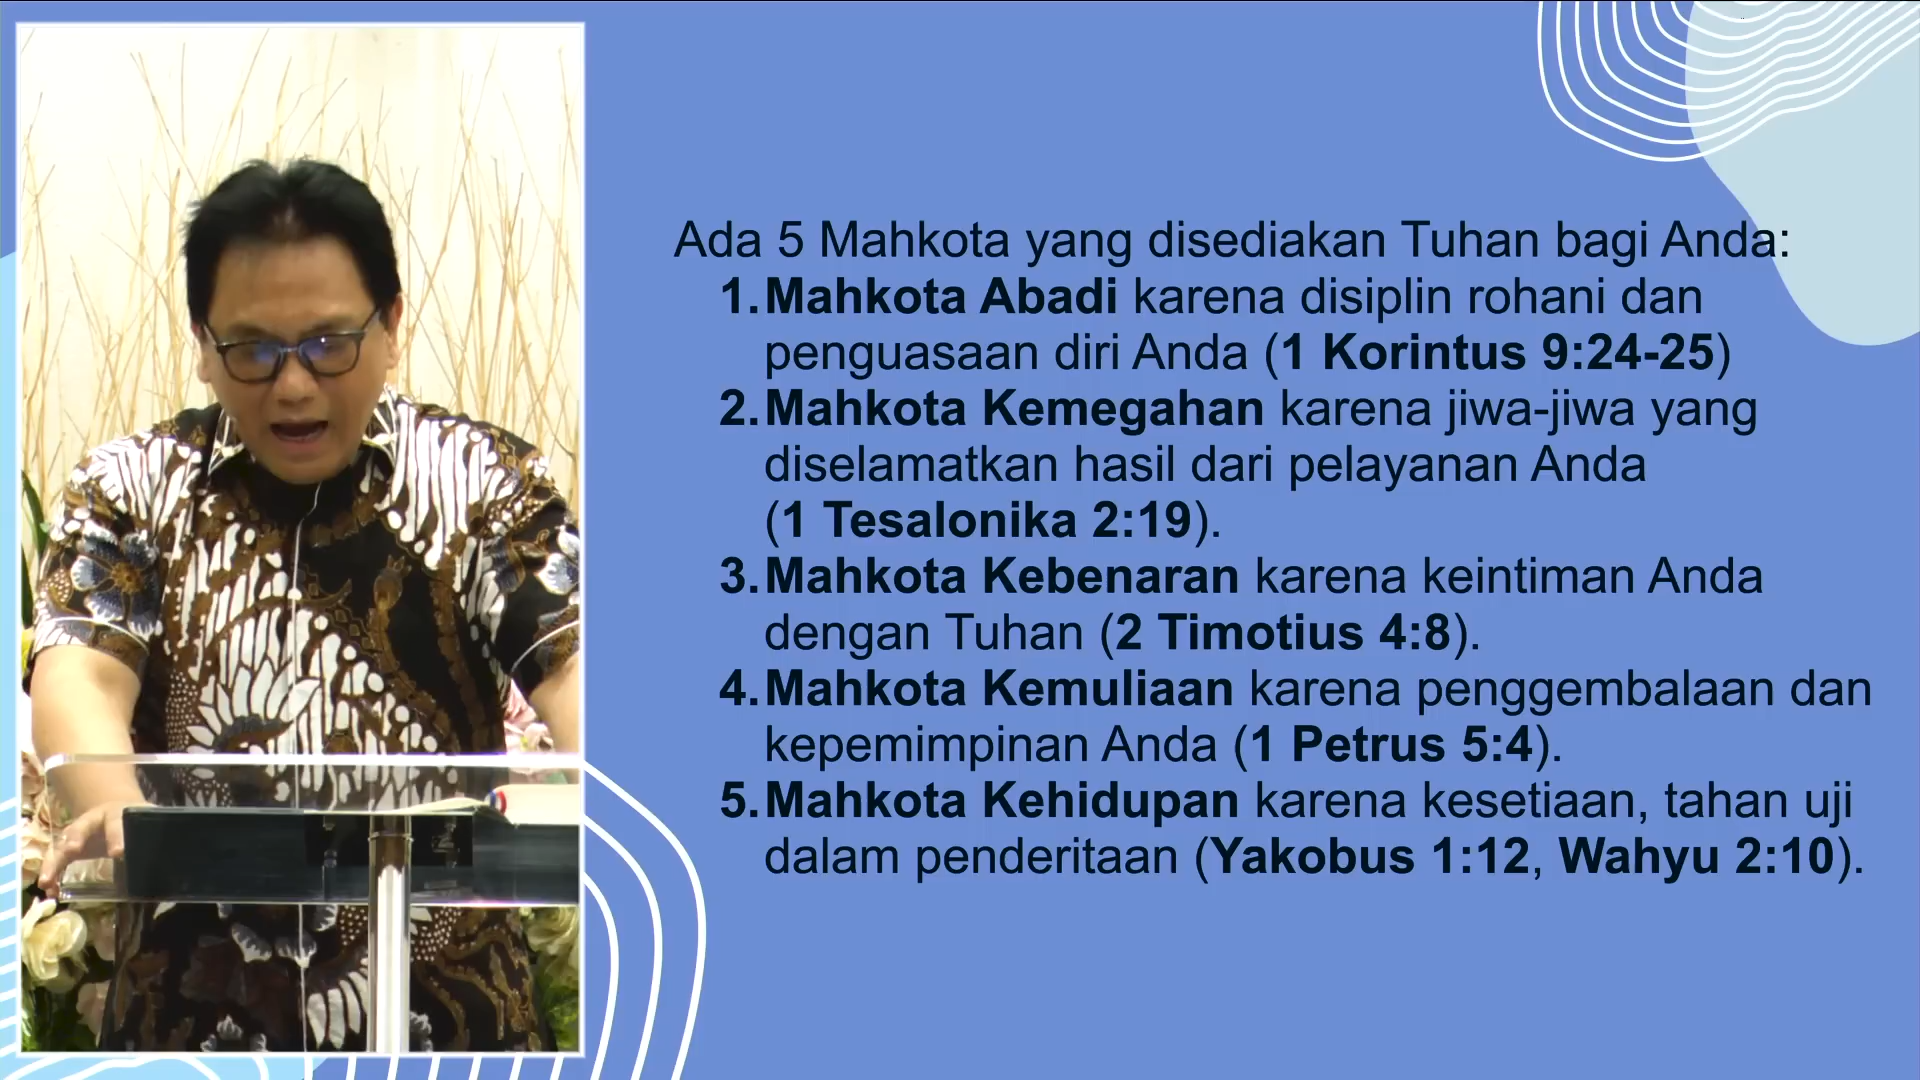 Ada 5 Mahkota yang disediakan Tuhan bagi Anda:
1. Mahkota Abadi karena disiplin rohani dan
penguasaan diri Anda (1 Korintus 9:24-25)
2. Mahkota Kemegahan karena jiwa-jiwa yang
diselamatkan hasil dari pelayanan Anda
(1 Tesalonika 2:19).
3. Mahkota Kebenaran karena keintiman Anda
dengan Tuhan (2 Timotius 4:8).
4. Mahkota Kemuliaan karena penggembalaan dan
kepemimpinan Anda (1 Petrus 5:4).
5. Mahkota Kehidupan karena kesetiaan, tahan uji
dalam penderitaan (Yakobus 1:12, Wahyu 2:10).